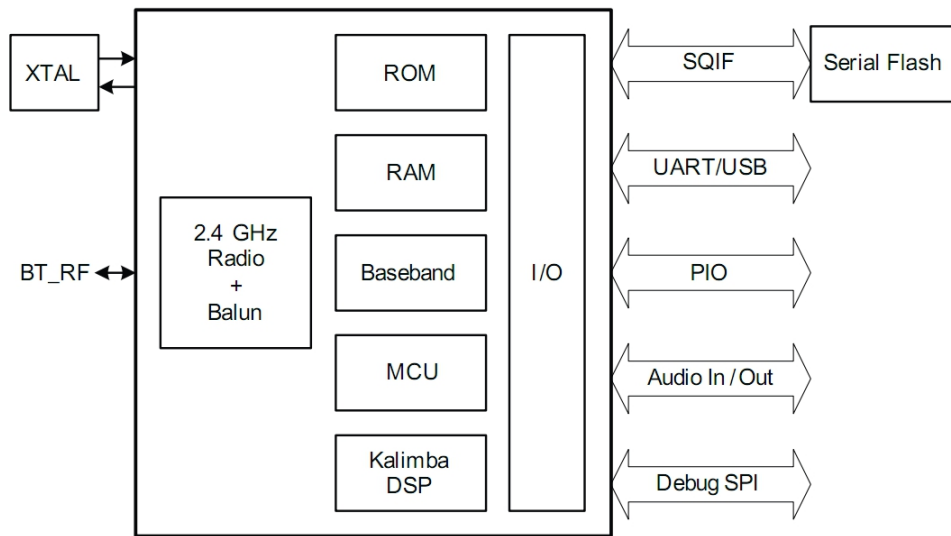 XTAL
BT_RF
2.4 GHz
Radio
+
Balun
ROM
RAM
Baseband
MCU
Kalimba
DSP
I/O
SQIF
UART/USB
PIO
Audio In/Out
Debug SPI
Serial Flash